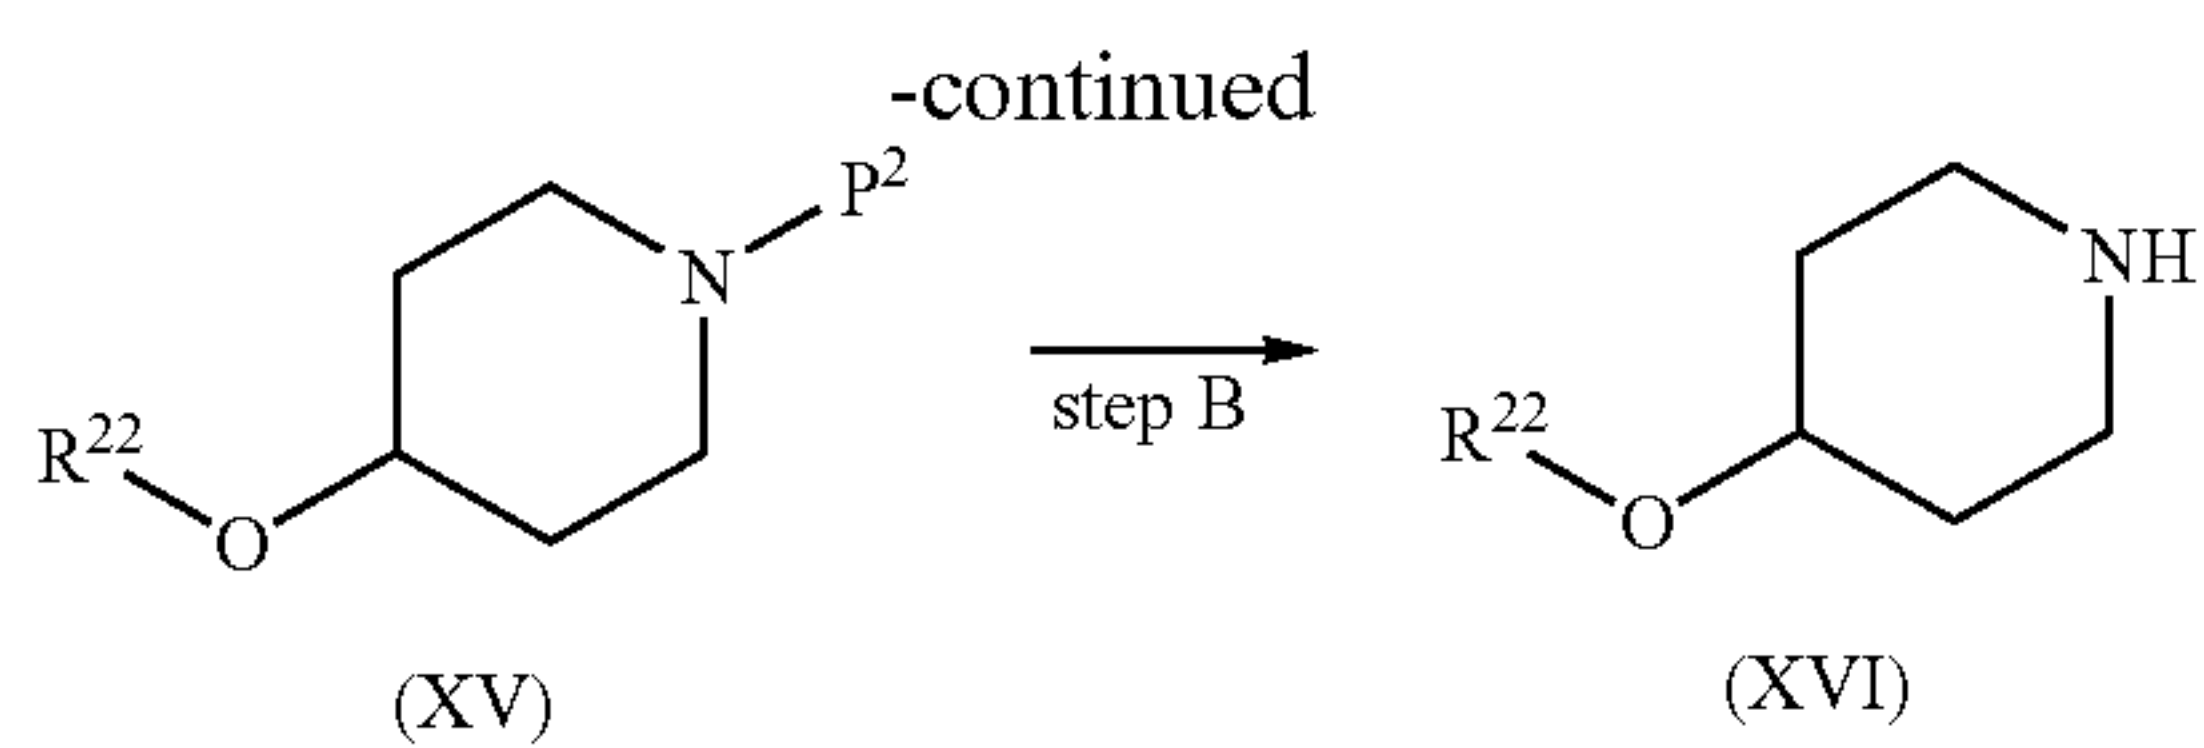 -continued
P²
N
NH
step B
R²²
R²²
O
O
(XV)
(XVI)